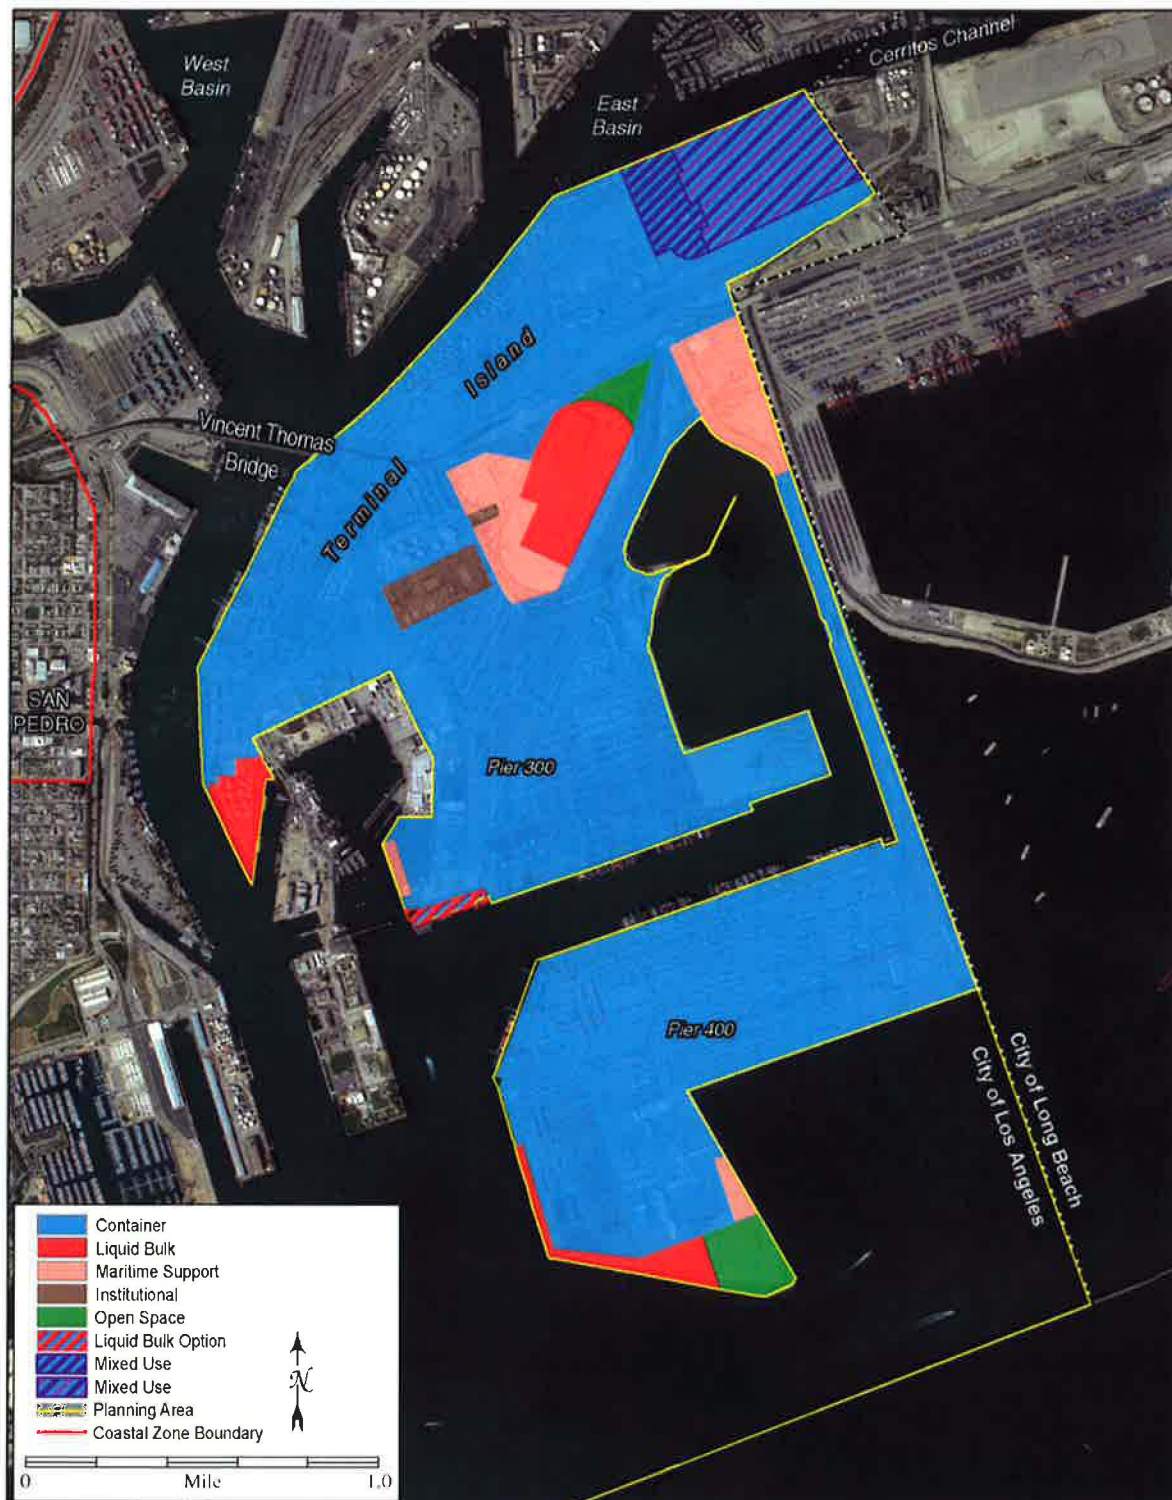 West
Basin
East
Basin
Cerritos Channel
Island
Vincent Thomas
Bridge
Terminal
SAN
PEDRO
Pier 300
Pier 400
City of Long Beach
City of Los Angeles
Container
Liquid Bulk
Maritime Support
Institutional
Open Space
Liquid Bulk Option
Mixed Use
Mixed Use
Planning Area
Coastal Zone Boundary
N
0 Mile 1.0